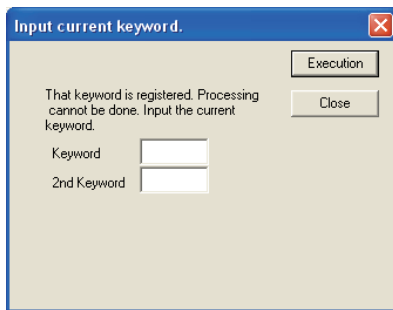 Input current keyword.
Execution
That keyword is registered. Processing
cannot be done. Input the current
keyword.
Close
Keyword
2nd Keyword